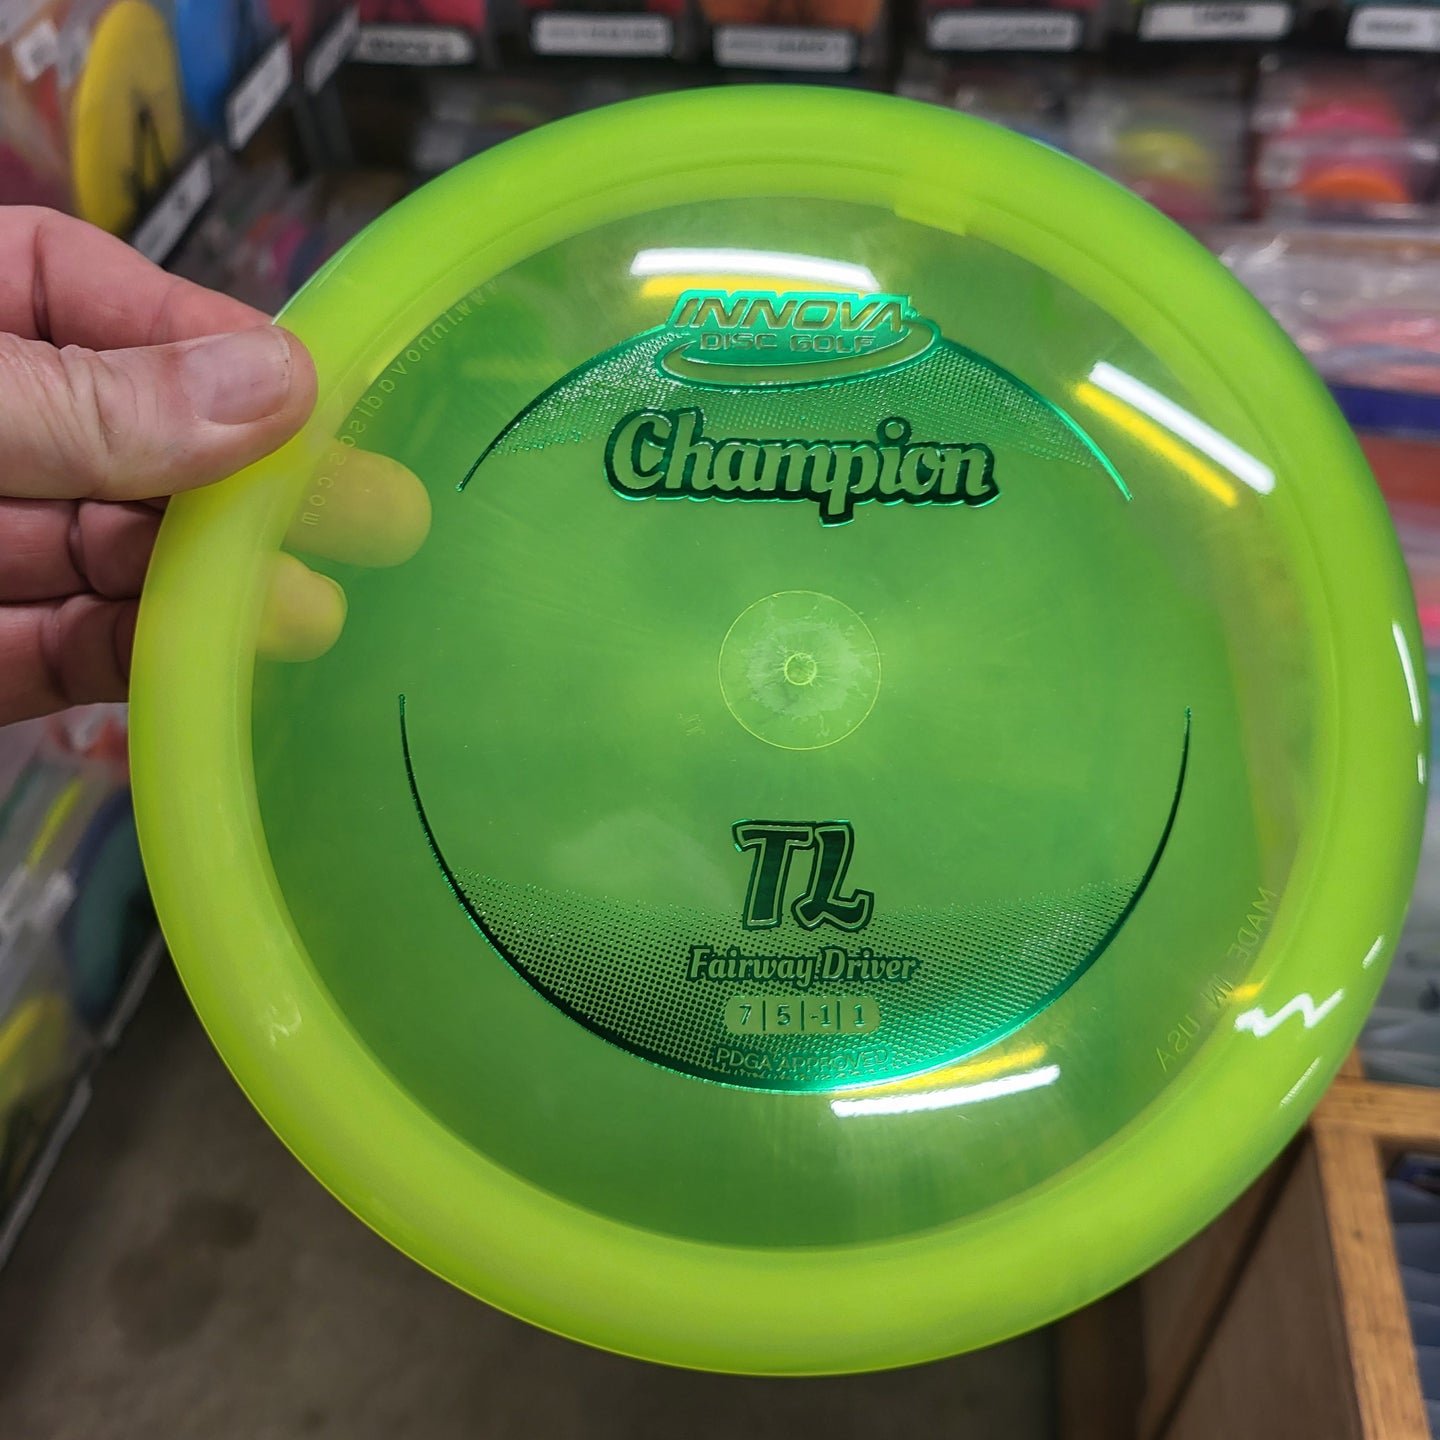 INNOVA
DISC GOLF
Champion
www.innovadiscs.com
TL
Fairway Driver
7 | 5 | -1 | 1
PDGA APPROVED
MADE IN USA